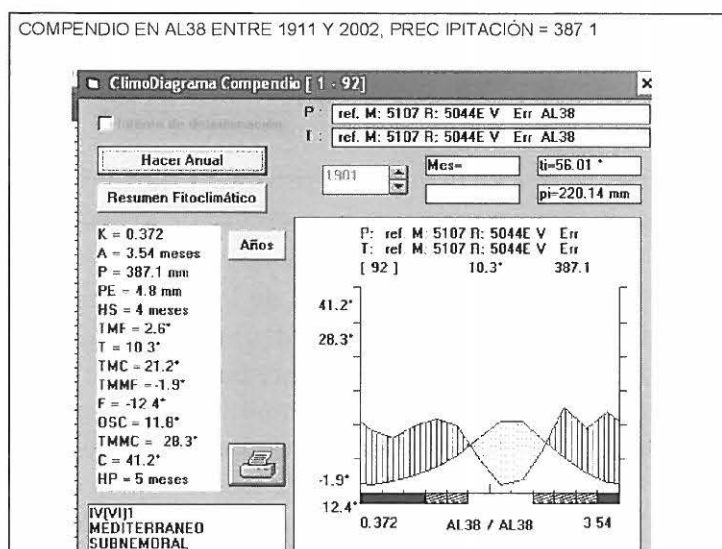 COMPENDIO EN AL38 ENTRE 1911 Y 2002, PREC IPITACIÓN = 387 1
ClimoDiagrama Compendio [ 1 - 92]
P : ref. M: 5107 R: 5044E V Err AL38
T : ref. M: 5107 R: 5044E V Err AL38
Hacer Anual
1901
Mes=
ti=56.01 °
pi=220.14 mm
Resumen Fitoclimático
K = 0.372
A = 3.54 meses
P = 387.1 mm
PE = 4.8 mm
HS = 4 meses
TMF = 2.6°
T = 10 3°
TMC = 21.2°
TMMF = -1.9°
F = -12 4°
OSC = 11.8°
TMMC = 28.3°
C = 41.2°
HP = 5 meses
Años
P: ref. M: 5107 R: 5044E V Err
T: ref. M: 5107 R: 5044E V Err
[ 92 ] 10.3° 387.1
41.2°
28.3°
-1.9°
12.4°
0.372 AL38 / AL38 3 54
IV(VI)1
MEDITERRANEO
SUBNEMORAL